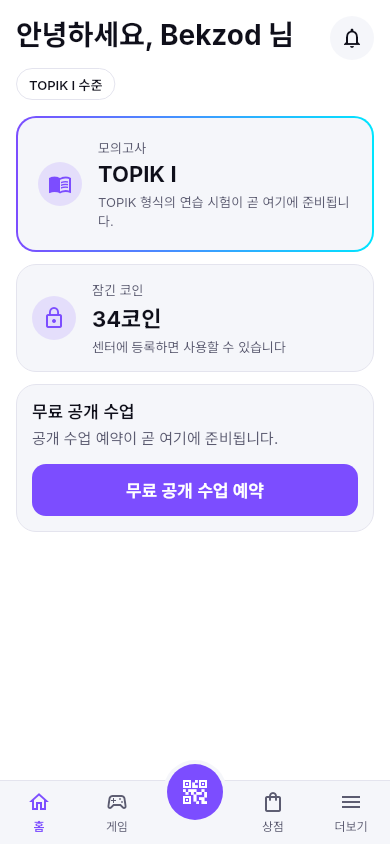 안녕하세요, Bekzod 님
TOPIK I 수준
모의고사
TOPIK I
TOPIK 형식의 연습 시험이 곧 여기에 준비됩니
다.
잠긴 코인
34코인
센터에 등록하면 사용할 수 있습니다
무료 공개 수업
공개 수업 예약이 곧 여기에 준비됩니다.
무료 공개 수업 예약
홈
게임
상점
더보기